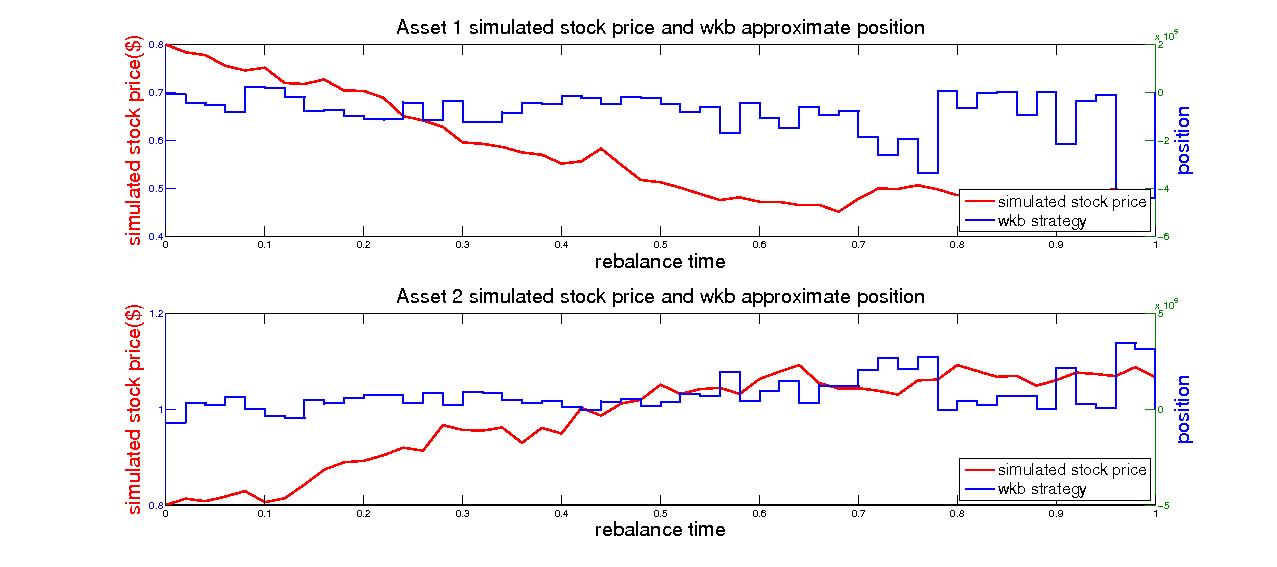 Asset 1 simulated stock price and wkb approximate position
x 10^5
simulated stock price($)
0.8
0.7
0.6
0.5
0.4
2
0
-2
-4
-6
position
simulated stock price
wkb strategy
0 0.1 0.2 0.3 0.4 0.5 0.6 0.7 0.8 0.9 1
rebalance time
Asset 2 simulated stock price and wkb approximate position
x 10^5
simulated stock price($)
1.2
1
0.8
5
0
-5
position
simulated stock price
wkb strategy
0 0.1 0.2 0.3 0.4 0.5 0.6 0.7 0.8 0.9 1
rebalance time